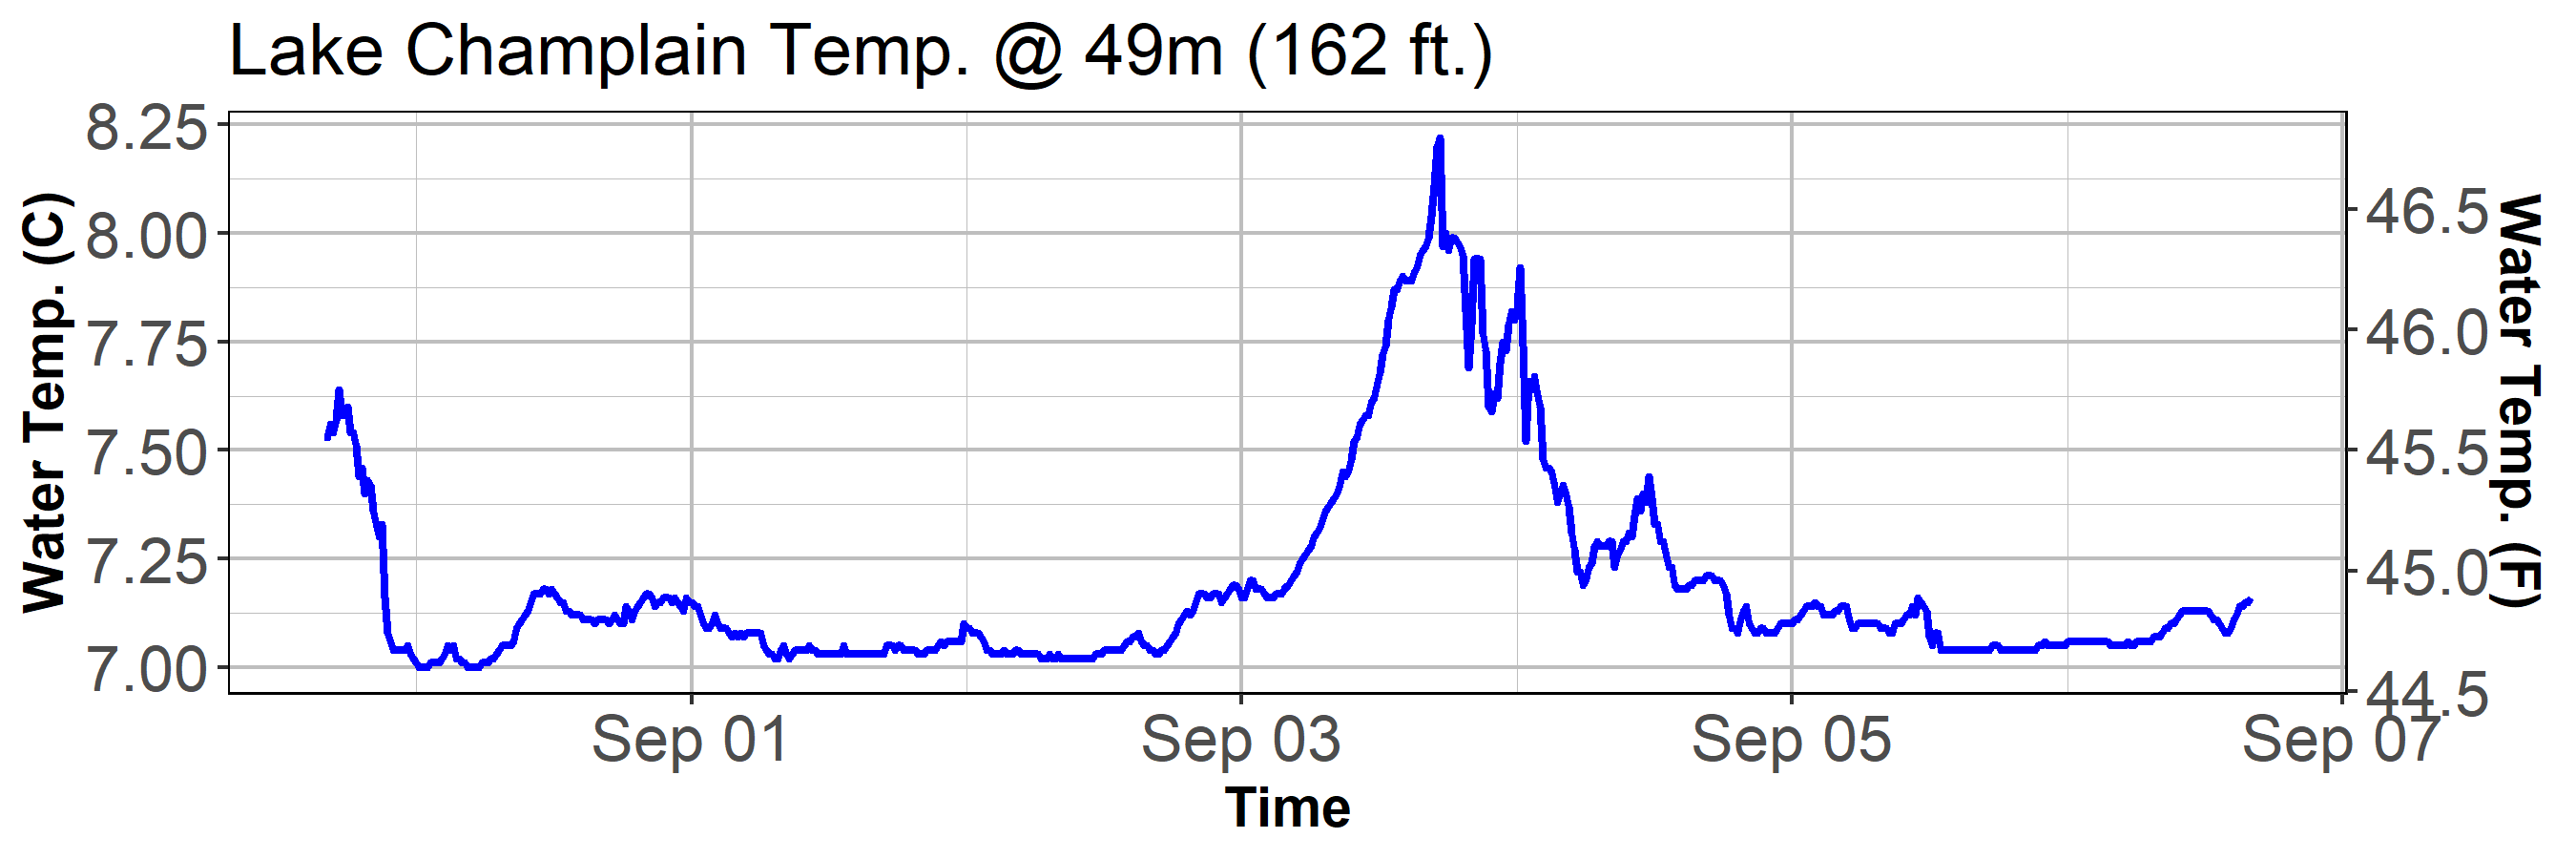 Lake Champlain Temp. @ 49m (162 ft.)
Water Temp. (C)
8.25
8.00
7.75
7.50
7.25
7.00
46.5
46.0
45.5
45.0
44.5
Water Temp. (F)
Sep 01
Sep 03
Sep 05
Sep 07
Time